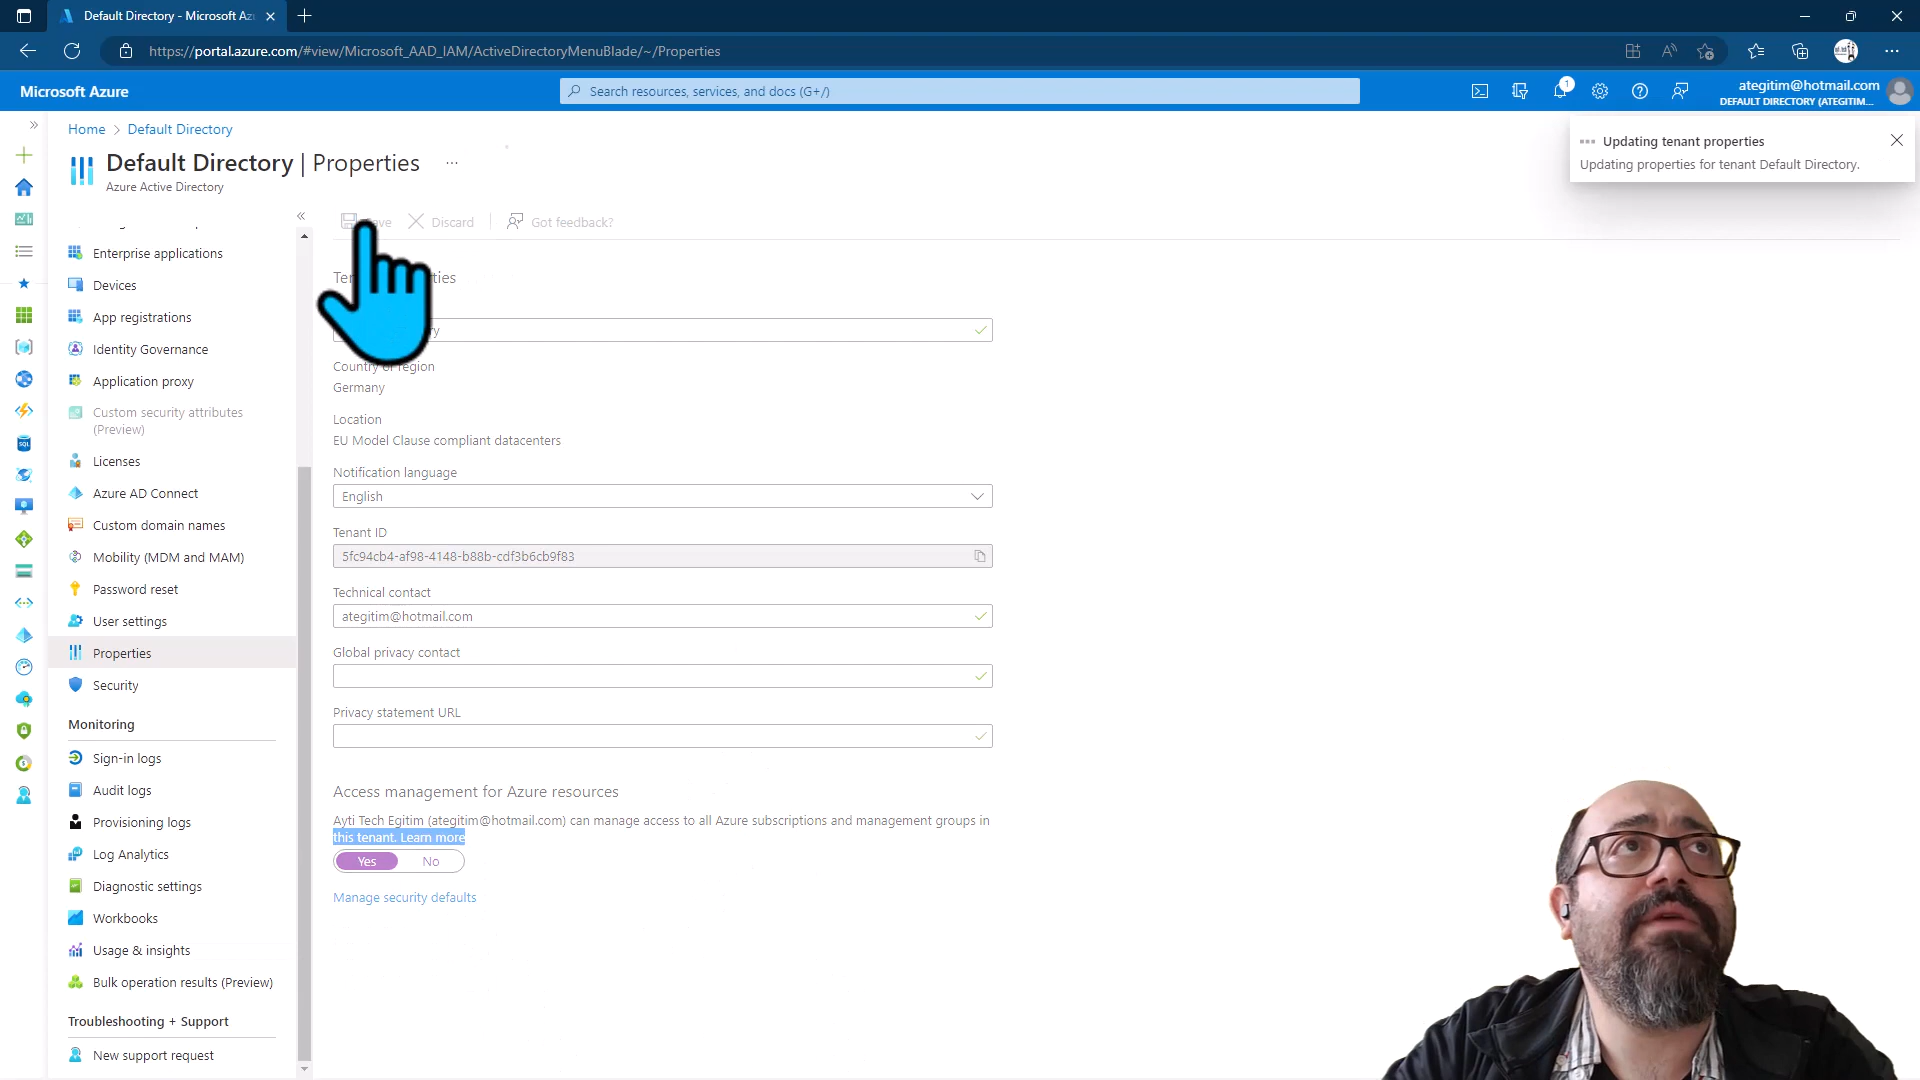 Default Directory - Microsoft Az
https://portal.azure.com/#view/Microsoft_AAD_IAM/ActiveDirectoryMenuBlade/~/Properties
Microsoft Azure
Search resources, services, and docs (G+/)
1
ategitim@hotmail.com
DEFAULT DIRECTORY (ATEGITIM...
Home > Default Directory
Updating tenant properties
Updating properties for tenant Default Directory.
Default Directory | Properties
Azure Active Directory
Discard
Got feedback?
Enterprise applications
Devices
App registrations
Identity Governance
Application proxy
Custom security attributes
(Preview)
Licenses
Azure AD Connect
Custom domain names
Mobility (MDM and MAM)
Password reset
User settings
Properties
Security
Monitoring
Sign-in logs
Audit logs
Provisioning logs
Log Analytics
Diagnostic settings
Workbooks
Usage & insights
Bulk operation results (Preview)
Troubleshooting + Support
New support request
Country or region
Germany
Location
EU Model Clause compliant datacenters
Notification language
English
Tenant ID
5fc94cb4-af98-4148-b88b-cdf3b6cb9f83
Technical contact
ategitim@hotmail.com
Global privacy contact
Privacy statement URL
Access management for Azure resources
Ayti Tech Egitim (ategitim@hotmail.com) can manage access to all Azure subscriptions and management groups in
this tenant. Learn more
Yes No
Manage security defaults